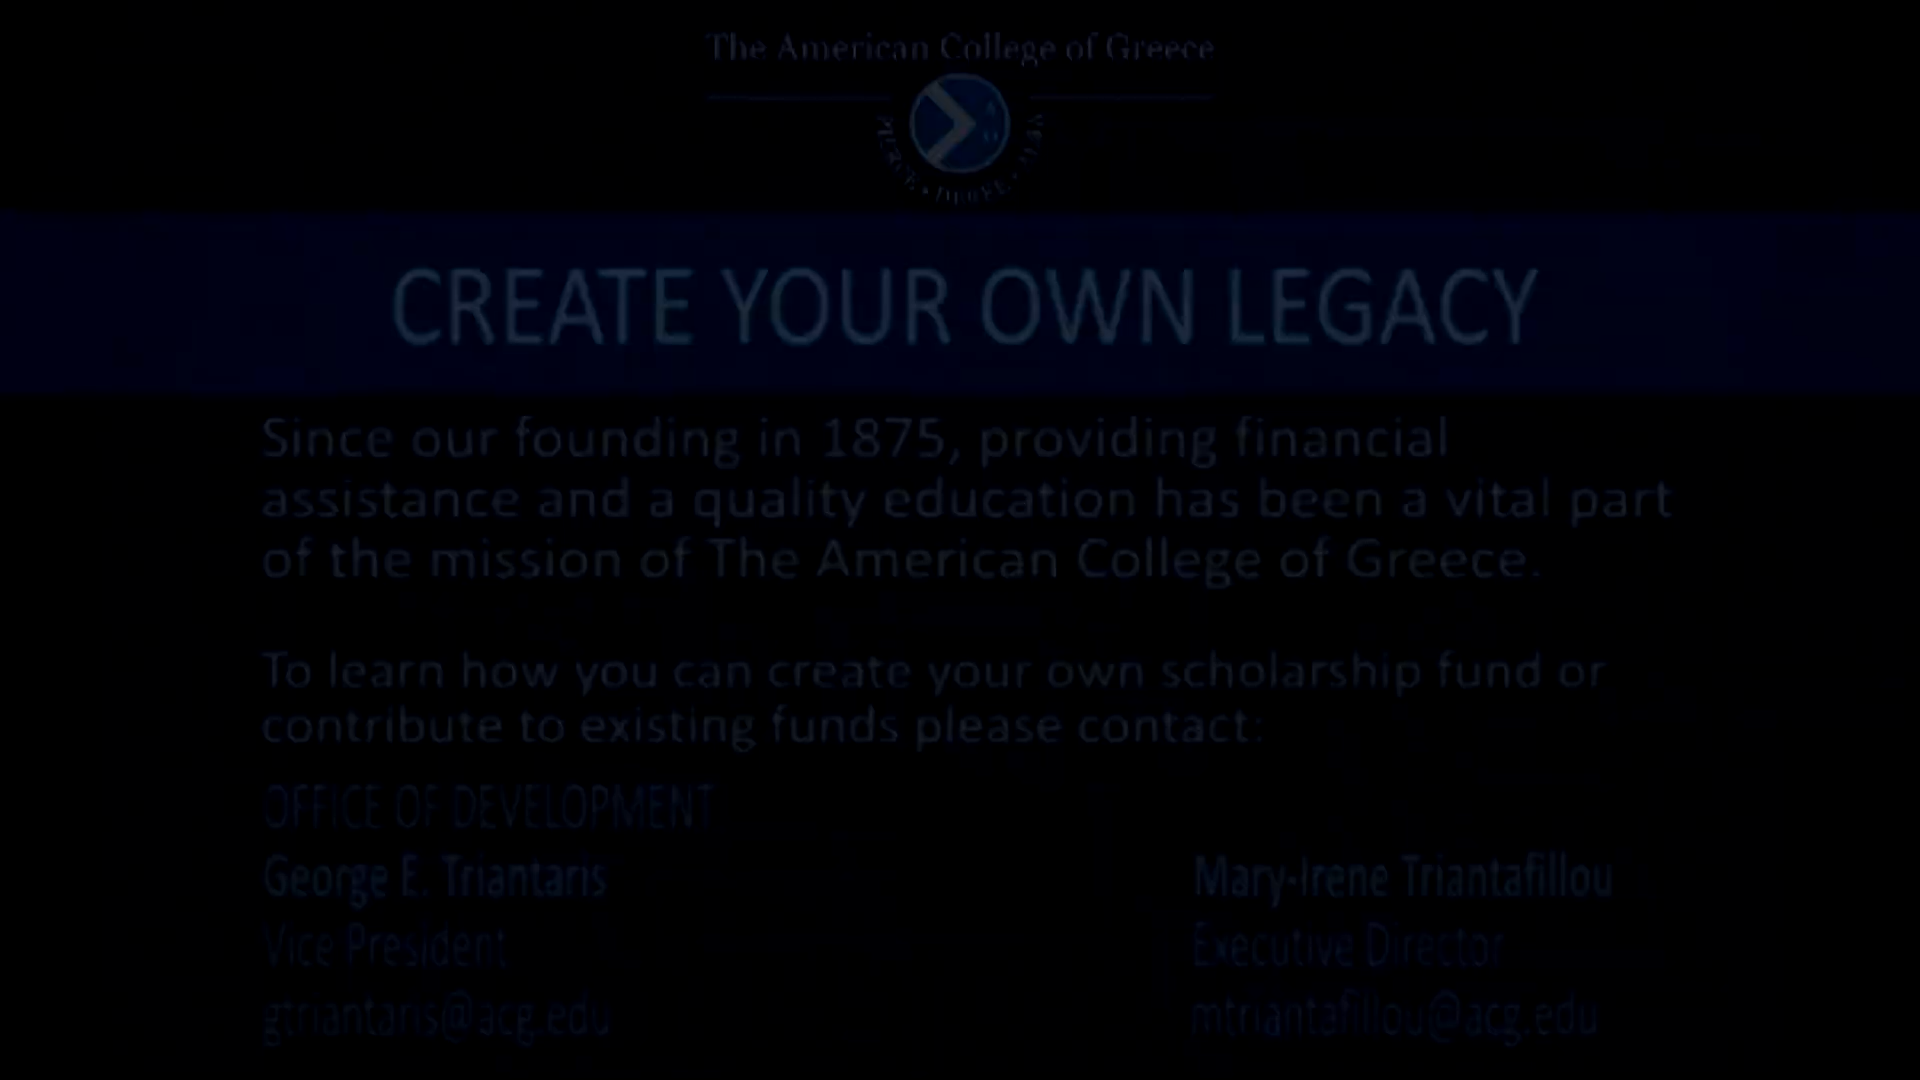 The American College of Greece
PIERCE • DEREE • ALBA
CREATE YOUR OWN LEGACY
Since our founding in 1875, providing financial
assistance and a quality education has been a vital part
of the mission of The American College of Greece.
To learn how you can create your own scholarship fund or
contribute to existing funds please contact:
OFFICE OF DEVELOPMENT
George E. Triantaris
Vice President
gtriantaris@acg.edu
Mary-Irene Triantafillou
Executive Director
mtriantafillou@acg.edu